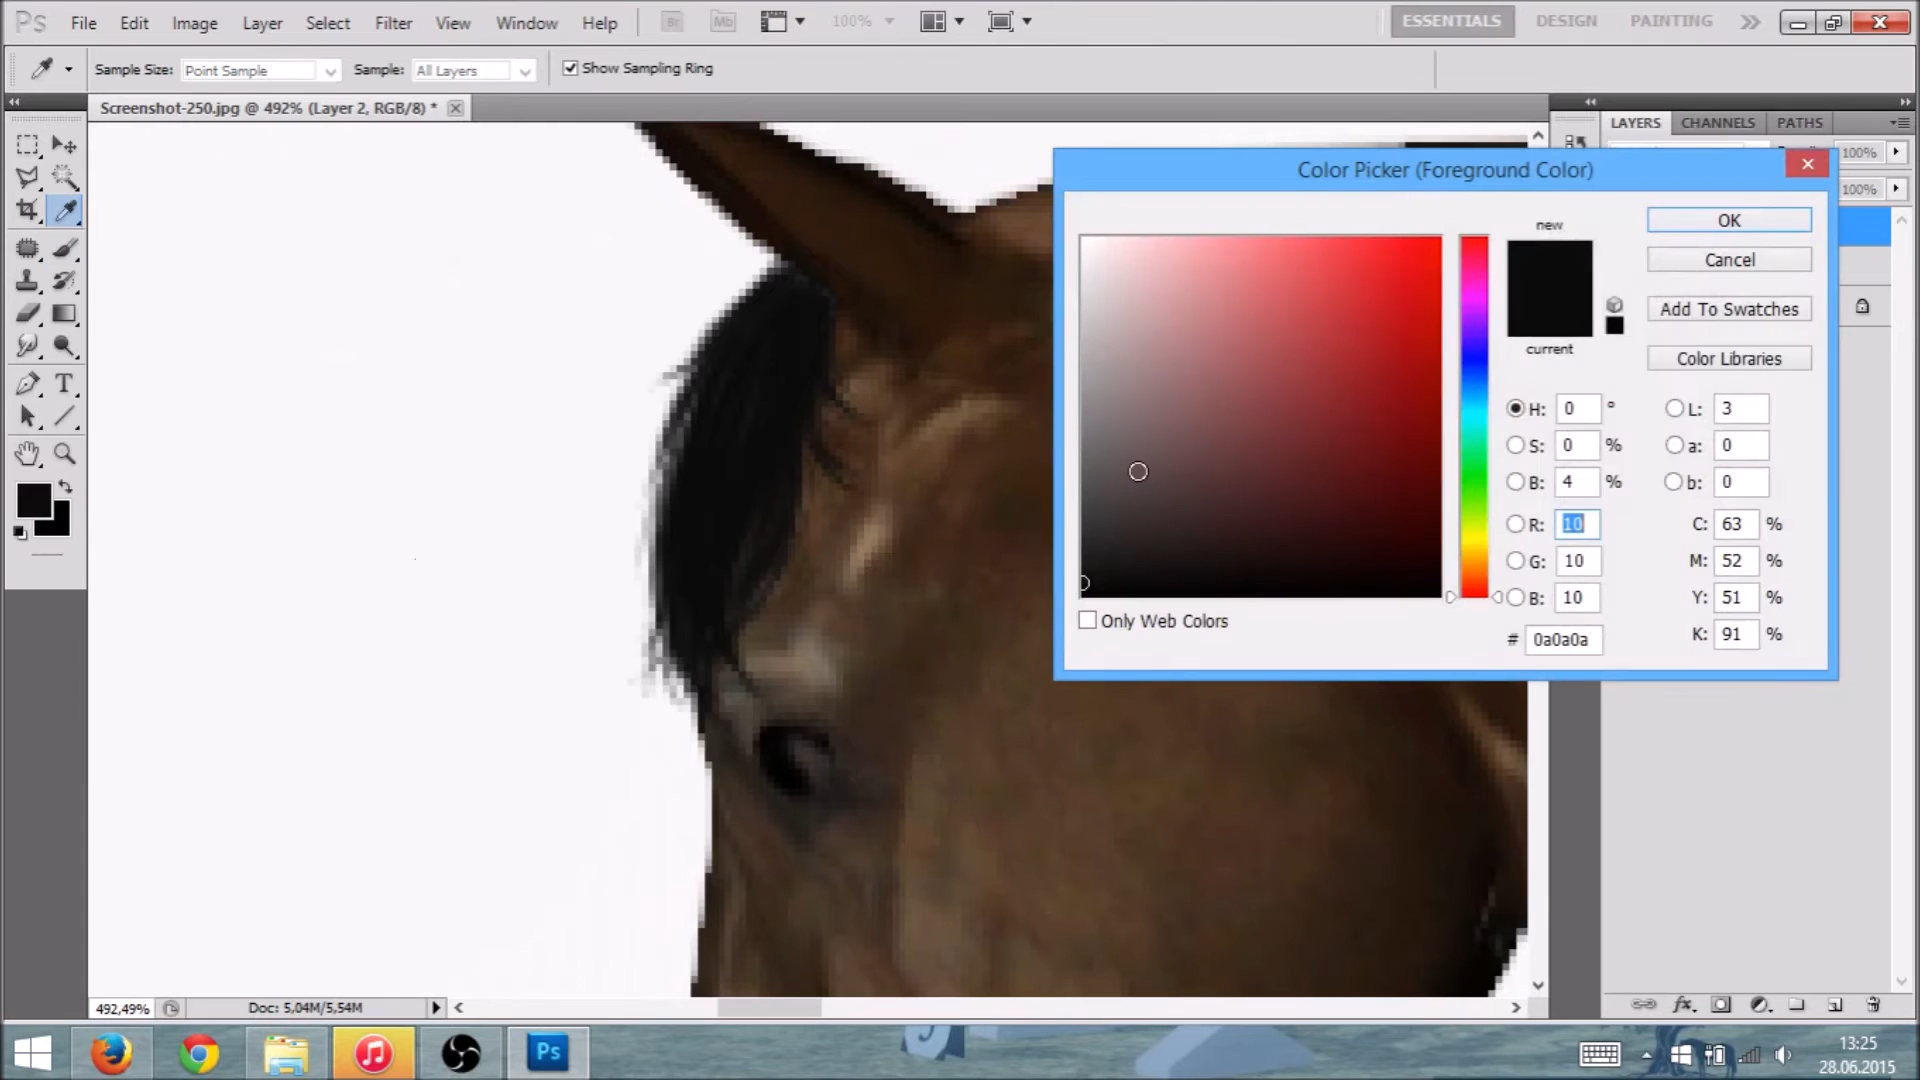 Ps File Edit Image Layer Select Filter View Window Help Br Mb 100% ESSENTIALS DESIGN PAINTING
Sample Size: Point Sample Sample: All Layers Show Sampling Ring
Screenshot-250.jpg @ 492% (Layer 2, RGB/8) *
LAYERS CHANNELS PATHS
100%
100%
Color Picker (Foreground Color)
new
current
OK
Cancel
Add To Swatches
Color Libraries
H: 0 ° L: 3
S: 0 % a: 0
B: 4 % b: 0
R: 10 C: 63 %
G: 10 M: 52 %
B: 10 Y: 51 %
# 0a0a0a K: 91 %
Only Web Colors
T
492,49% Doc: 5,04M/5,54M
fx
Ps
13:25
28.06.2015